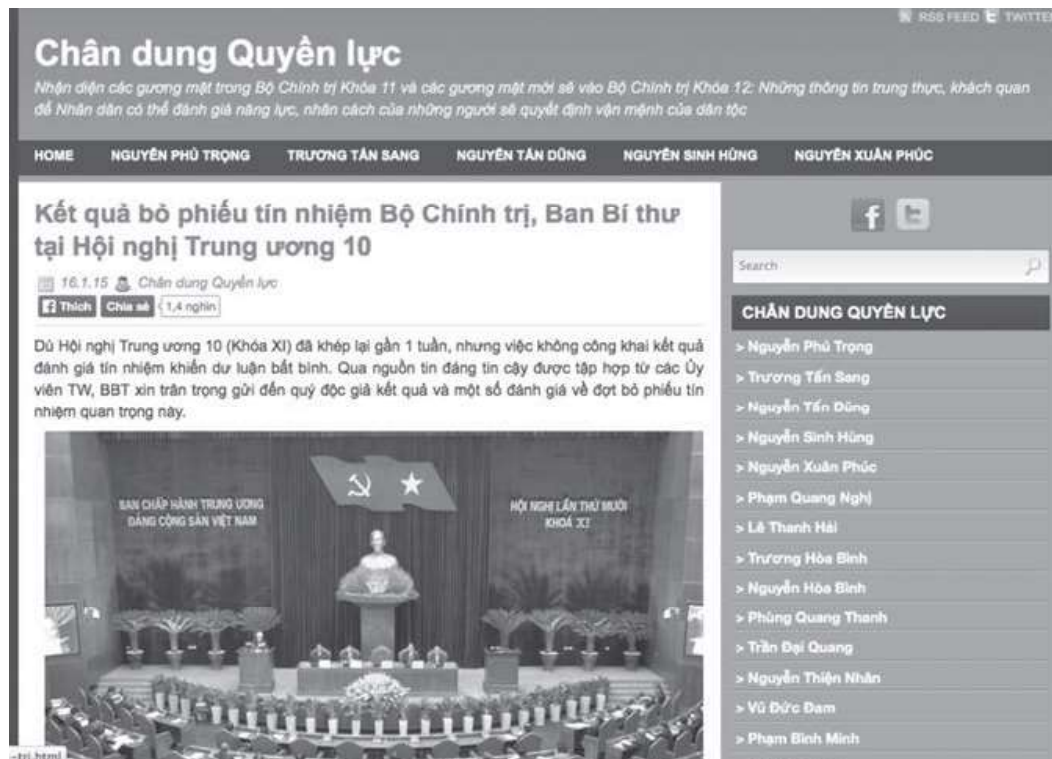 RSS FEED TWITTE
Chân dung Quyền lực
Nhận diện các gương mặt trong Bộ Chính trị Khóa 11 và các gương mặt mới sẽ vào Bộ Chính trị Khóa 12: Những thông tin trung thực, khách quan
để Nhân dân có thể đánh giá năng lực, nhân cách của những người sẽ quyết định vận mệnh của dân tộc
HOME NGUYỄN PHÚ TRỌNG TRƯƠNG TẤN SANG NGUYỄN TẤN DŨNG NGUYỄN SINH HÙNG NGUYỄN XUÂN PHÚC
Kết quả bỏ phiếu tín nhiệm Bộ Chính trị, Ban Bí thư
tại Hội nghị Trung ương 10
16.1.15 Chân dung Quyền lực
Thích Chia sẻ 1,4 nghìn
Dù Hội nghị Trung ương 10 (Khóa XI) đã khép lại gần 1 tuần, nhưng việc không công khai kết quả
đánh giá tín nhiệm khiến dư luận bất bình. Qua nguồn tin đáng tin cậy được tập hợp từ các Ủy
viên TW, BBT xin trân trọng gửi đến quý độc giả kết quả và một số đánh giá về đợt bỏ phiếu tín
nhiệm quan trọng này.
BAN CHẤP HÀNH TRUNG ƯƠNG
ĐẢNG CỘNG SẢN VIỆT NAM
HỘI NGHỊ LẦN THỨ MƯỜI
KHOÁ XI
Search
CHÂN DUNG QUYỀN LỰC
> Nguyễn Phú Trọng
> Trương Tấn Sang
> Nguyễn Tấn Dũng
> Nguyễn Sinh Hùng
> Nguyễn Xuân Phúc
> Phạm Quang Nghị
> Lê Thanh Hải
> Trương Hòa Bình
> Nguyễn Hòa Bình
> Phùng Quang Thanh
> Trần Đại Quang
> Nguyễn Thiện Nhân
> Vũ Đức Đam
> Phạm Bình Minh
-tri.html